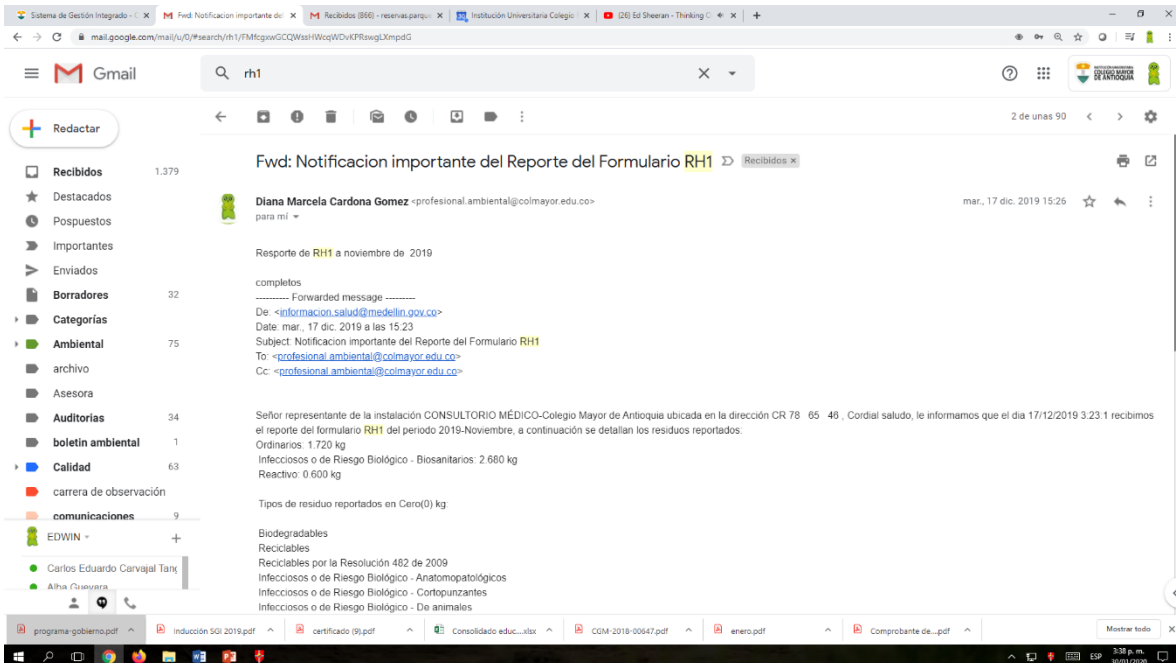 Sistema de Gestión Integrado - C
Fwd: Notificacion importante del
Recibidos (866) - reservas.parqu
Institución Universitaria Colegio
(26) Ed Sheeran - Thinking O
mail.google.com/mail/u/0/#search/rh1/FMfcgxwGCQWssHWcqWDvKPRswgLXmpdG
Gmail
rh1
INSTITUCIÓN UNIVERSITARIA
COLEGIO MAYOR
DE ANTIOQUIA
Redactar
2 de unas 90
Recibidos 1.379
Destacados
Pospuestos
Importantes
Enviados
Borradores 32
Categorías
Ambiental 75
archivo
Asesora
Auditorias 34
boletin ambiental 1
Calidad 63
carrera de observación
comunicaciones 9
EDWIN
Carlos Eduardo Carvajal Tang
Alba Guevara
Fwd: Notificacion importante del Reporte del Formulario RH1 Recibidos x
Diana Marcela Cardona Gomez <profesional.ambiental@colmayor.edu.co> mar., 17 dic. 2019 15:26
para mí
Resporte de RH1 a noviembre de 2019
completos
---------- Forwarded message ---------
De: <informacion.salud@medellin.gov.co>
Date: mar., 17 dic. 2019 a las 15:23
Subject: Notificacion importante del Reporte del Formulario RH1
To: <profesional.ambiental@colmayor.edu.co>
Cc: <profesional.ambiental@colmayor.edu.co>
Señor representante de la instalación CONSULTORIO MÉDICO-Colegio Mayor de Antioquia ubicada en la dirección CR 78 65 46 , Cordial saludo, le informamos que el dia 17/12/2019 3:23:1 recibimos
el reporte del formulario RH1 del periodo 2019-Noviembre, a continuación se detallan los residuos reportados:
Ordinarios: 1.720 kg
Infecciosos o de Riesgo Biológico - Biosanitarios: 2.680 kg
Reactivo: 0.600 kg
Tipos de residuo reportados en Cero(0) kg:
Biodegradables
Reciclables
Reciclables por la Resolución 482 de 2009
Infecciosos o de Riesgo Biológico - Anatomopatológicos
Infecciosos o de Riesgo Biológico - Cortopunzantes
Infecciosos o de Riesgo Biológico - De animales
programa-gobierno.pdf
Inducción SGI 2019.pdf
certificado (9).pdf
Consolidado educ....xlsx
CGM-2018-00647.pdf
enero.pdf
Comprobante de....pdf
Mostrar todo
ESP
3:38 p. m.
30/01/2020